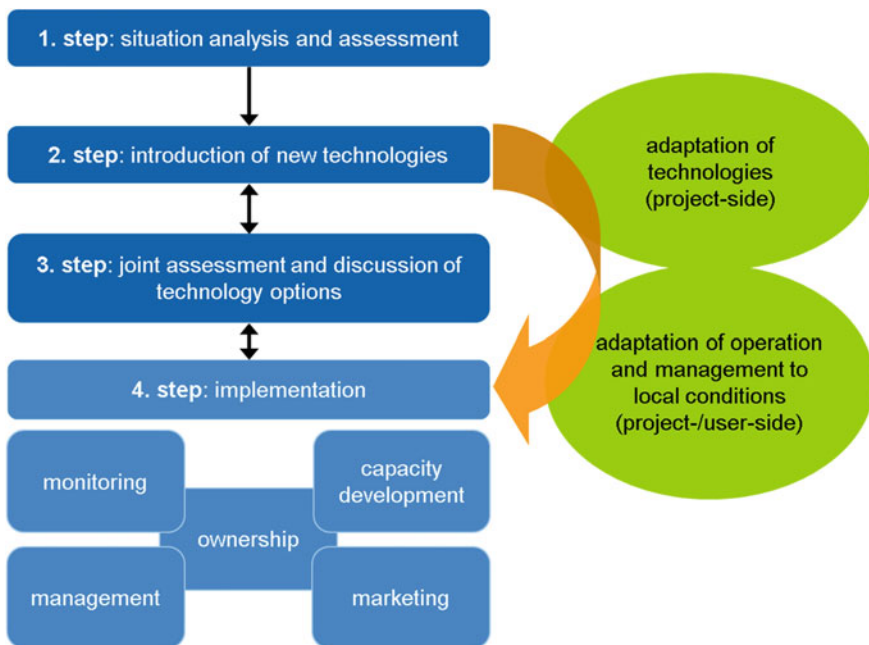 1. step: situation analysis and assessment
2. step: introduction of new technologies
3. step: joint assessment and discussion of
technology options
4. step: implementation
adaptation of
technologies
(project-side)
adaptation of operation
and management to
local conditions
(project-/user-side)
monitoring
capacity
development
ownership
management
marketing